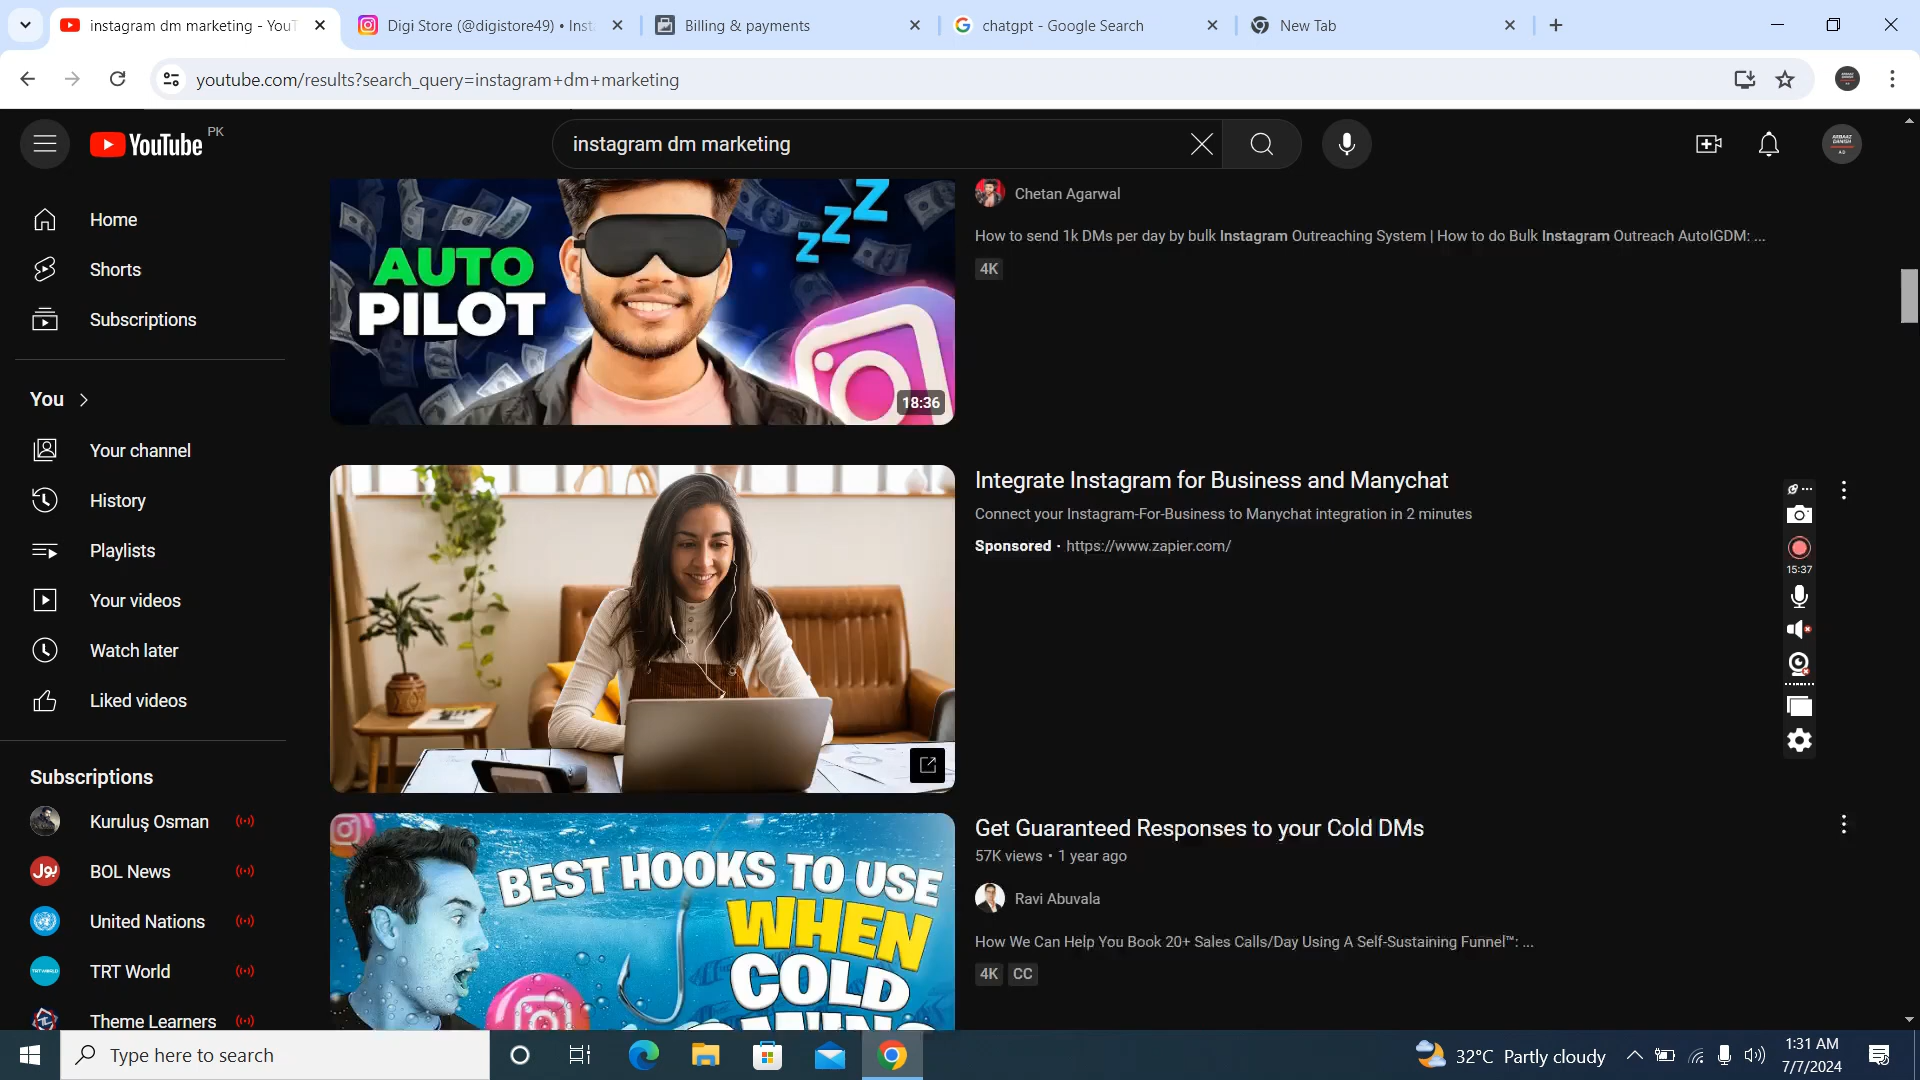 instagram dm marketing - YouT
Digi Store (@digistore49) • Inst
Billing & payments
chatgpt - Google Search
New Tab
youtube.com/results?search_query=instagram+dm+marketing
YouTube PK
instagram dm marketing
Home
Shorts
Subscriptions
You
Your channel
History
Playlists
Your videos
Watch later
Liked videos
Subscriptions
Kuruluş Osman
BOL News
United Nations
TRT World
Theme Learners
AUTO
PILOT
zzz
18:36
Chetan Agarwal
How to send 1k DMs per day by bulk Instagram Outreaching System | How to do Bulk Instagram Outreach AutoIGDM: ...
4K
Integrate Instagram for Business and Manychat
Connect your Instagram-For-Business to Manychat integration in 2 minutes
Sponsored · https://www.zapier.com/
15:37
BEST HOOKS TO USE
WHEN
COLD
Get Guaranteed Responses to your Cold DMs
57K views • 1 year ago
Ravi Abuvala
How We Can Help You Book 20+ Sales Calls/Day Using A Self-Sustaining Funnel™: ...
4K CC
Type here to search
32°C Partly cloudy
1:31 AM
7/7/2024